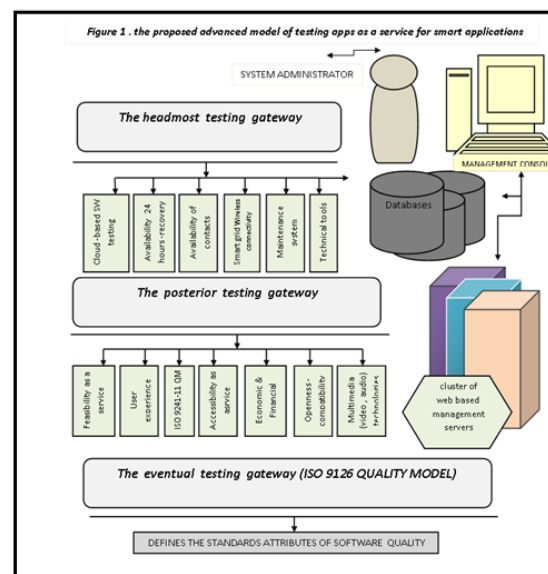 Figure 1 . the proposed advanced model of testing apps as a service for smart applications
SYSTEM ADMINISTRATOR
MANAGEMENT CONSOL
The headmost testing gateway
Databases
Cloud-based SW
testing
Availability 24
hours-recovery
Availability of
contacts
Smart grid Wireless
connectivity
Maintenance
system
Technical tools
The posterior testing gateway
Feasibility as a
service
User
experience
ISO 9241-11 QM
Accessibility as
asrvice
Economic &
Financial
Openness -
compoatibility
Multimedia
(video , audio)
technologies
cluster of
web based
management
servers
The eventual testing gateway (ISO 9126 QUALITY MODEL)
DEFINES THE STANDARDS ATTRIBUTES OF SOFTWARE QUALITY